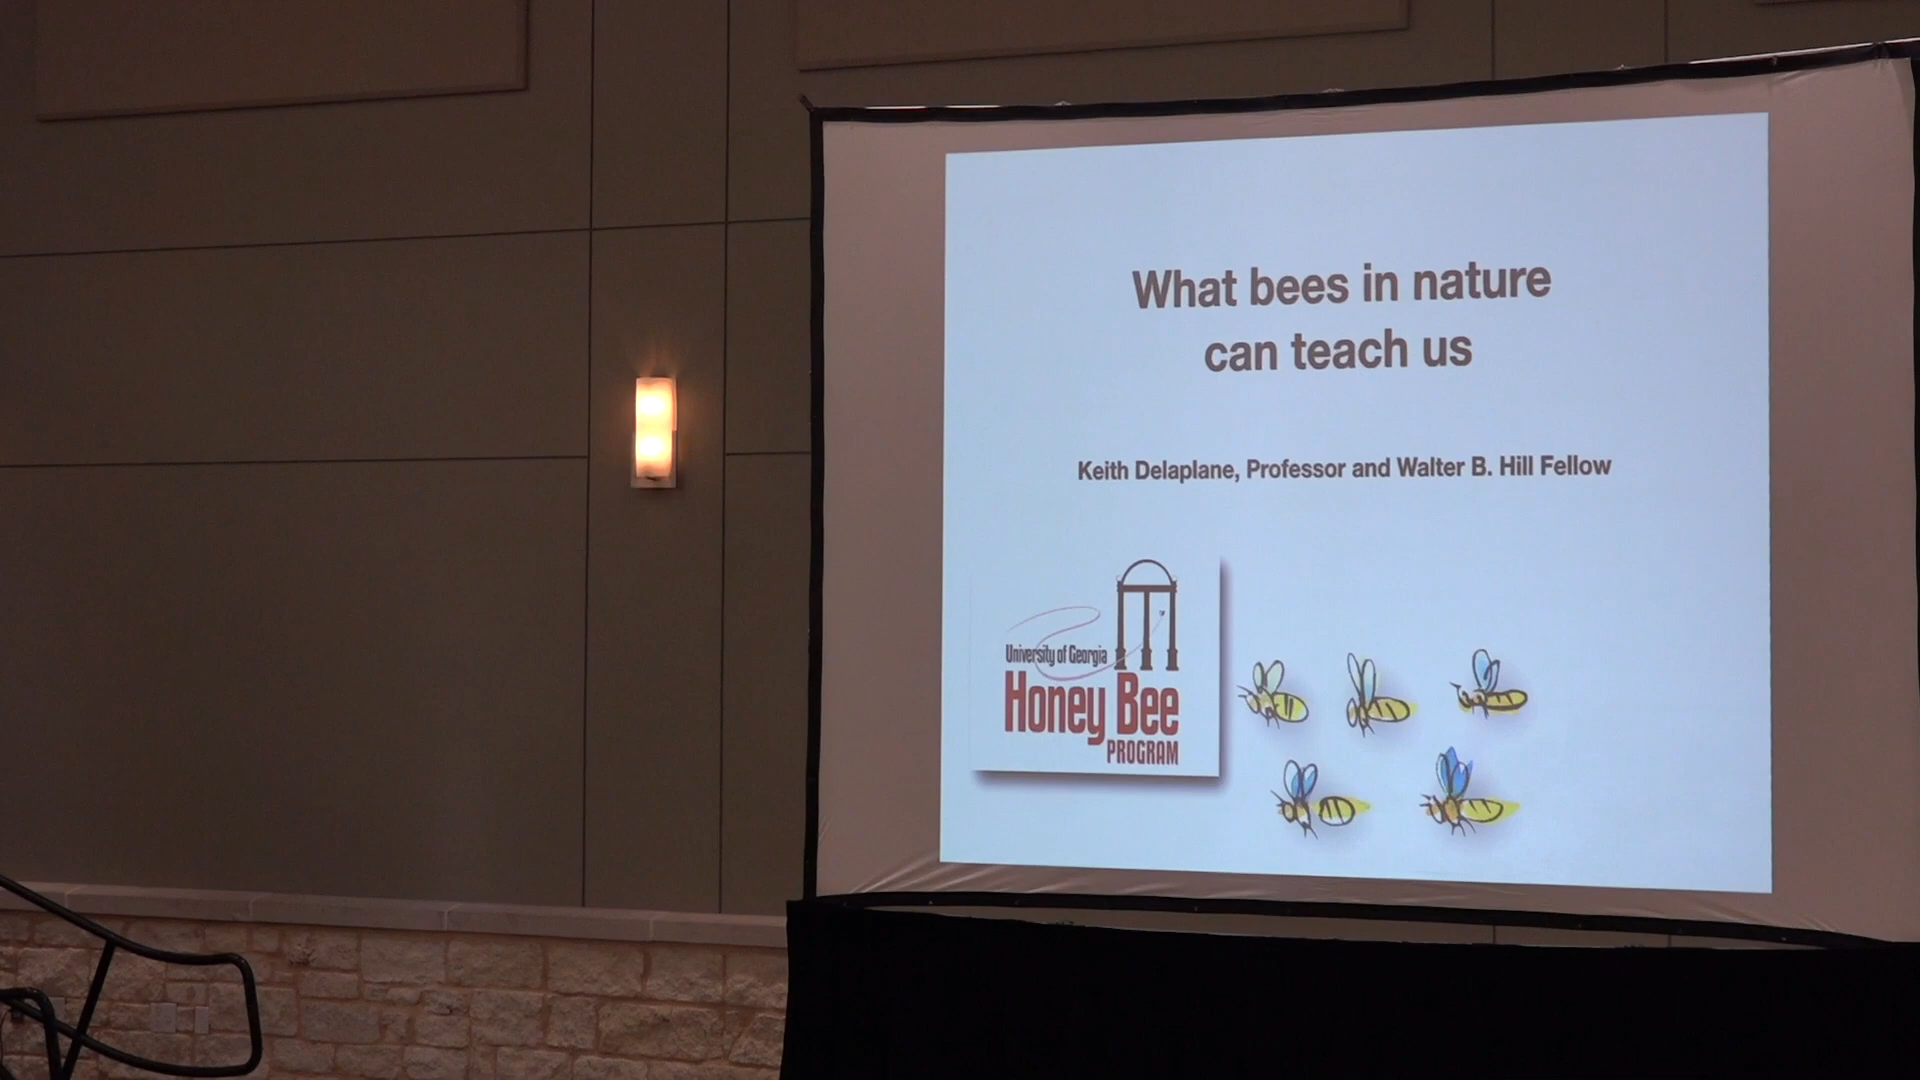 What bees in nature
can teach us
Keith Delaplane, Professor and Walter B. Hill Fellow
University of Georgia
Honey Bee
PROGRAM